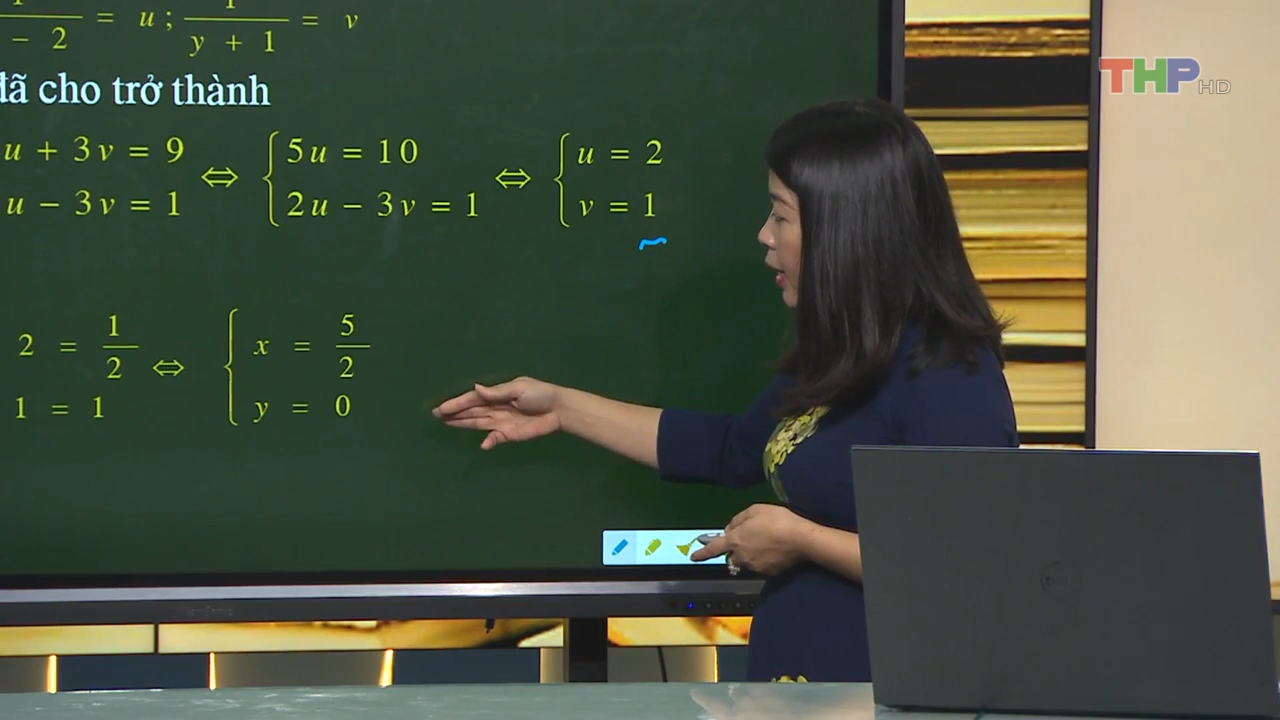 - 2 = u ; y + 1 = v
đã cho trở thành
u + 3v = 9 ⇔ { 5u = 10 ⇔ { u = 2
u - 3v = 1 2u - 3v = 1 v = 1
2 = 1/2 ⇔ { x = 5/2
1 = 1 y = 0
THP HD